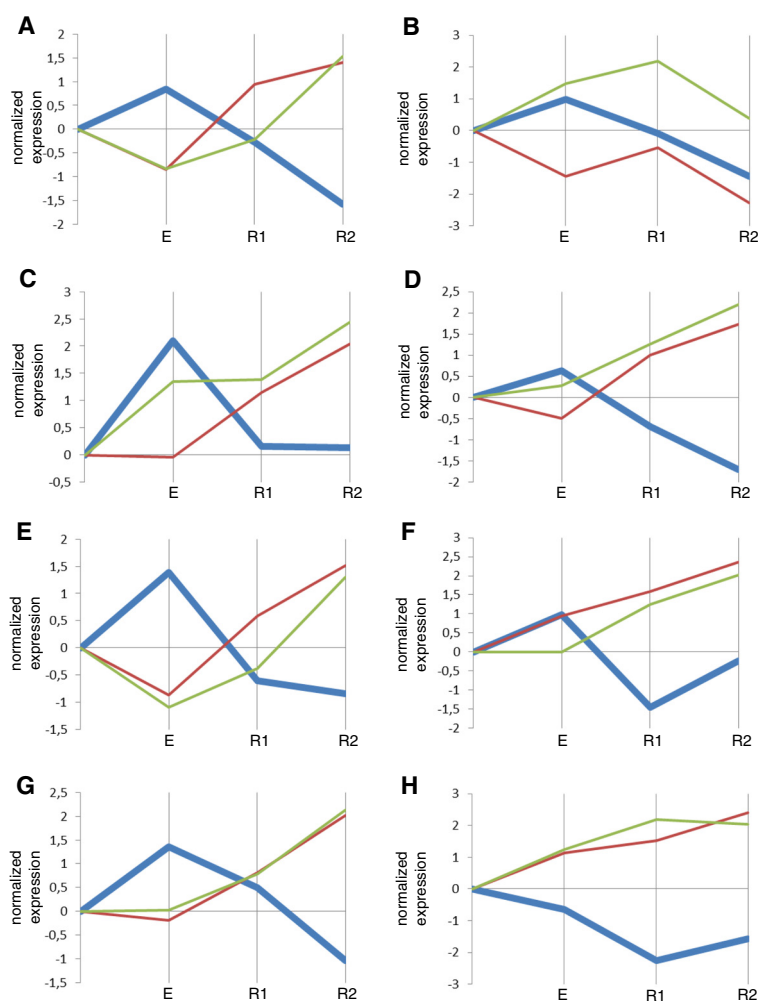 A
normalized
expression
2
1,5
1
0,5
0
-0,5
-1
-1,5
-2
E
R1
R2
B
normalized
expression
3
2
1
0
-1
-2
-3
E
R1
R2
C
normalized
expression
3
2,5
2
1,5
1
0,5
0
-0,5
E
R1
R2
D
normalized
expression
2,5
2
1,5
1
0,5
0
-0,5
-1
-1,5
-2
E
R1
R2
E
normalized
expression
2
1,5
1
0,5
0
-0,5
-1
-1,5
E
R1
R2
F
normalized
expression
3
2,5
2
1,5
1
0,5
0
-0,5
-1
-1,5
-2
E
R1
R2
G
normalized
expression
2,5
2
1,5
1
0,5
0
-0,5
-1
-1,5
E
R1
R2
H
normalized
expression
3
2
1
0
-1
-2
-3
E
R1
R2